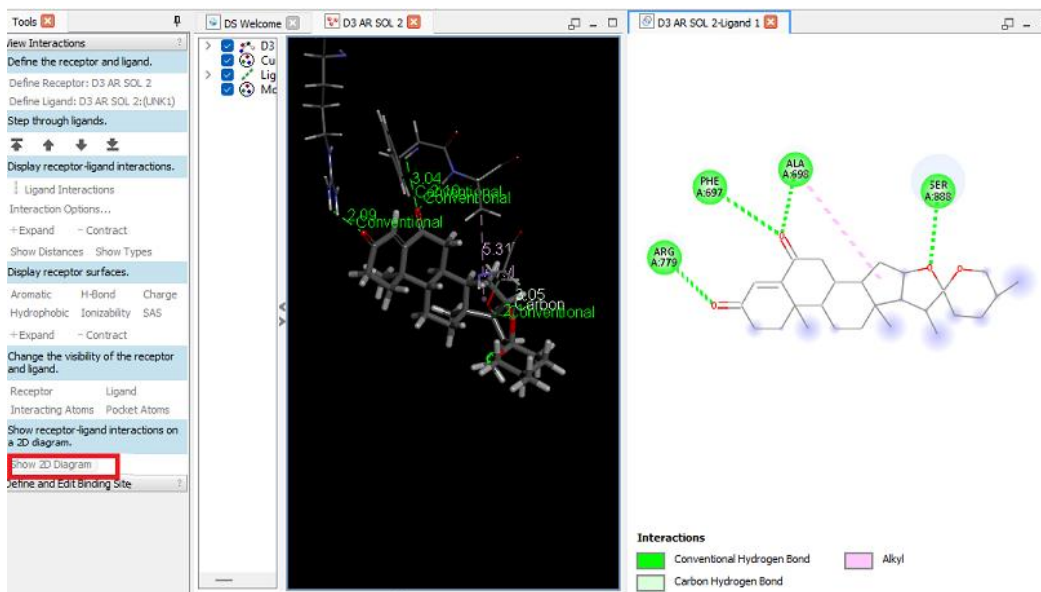 Tools
View Interactions ?
Define the receptor and ligand.
Define Receptor: D3 AR SOL 2
Define Ligand: D3 AR SOL 2:(UNK1)
Step through ligands.
Display receptor-ligand interactions.
Ligand Interactions
Interaction Options...
+Expand - Contract
Show Distances Show Types
Display receptor surfaces.
Aromatic H-Bond Charge
Hydrophobic Ionizability SAS
+Expand - Contract
Change the visibility of the receptor
and ligand.
Receptor Ligand
Interacting Atoms Pocket Atoms
Show receptor-ligand interactions on
a 2D diagram.
Show 2D Diagram
Define and Edit Binding Site ?
DS Welcome
D3 AR SOL 2
D3
Cu
Lig
Mc
3.04
Conventional
Conventional
2.09
Conventional
5.31
3.05
Carbon
Conventional
D3 AR SOL 2-Ligand 1
ALA
A:698
PHE
A:697
SER
A:888
ARG
A:779
Interactions
Conventional Hydrogen Bond
Carbon Hydrogen Bond
Alkyl